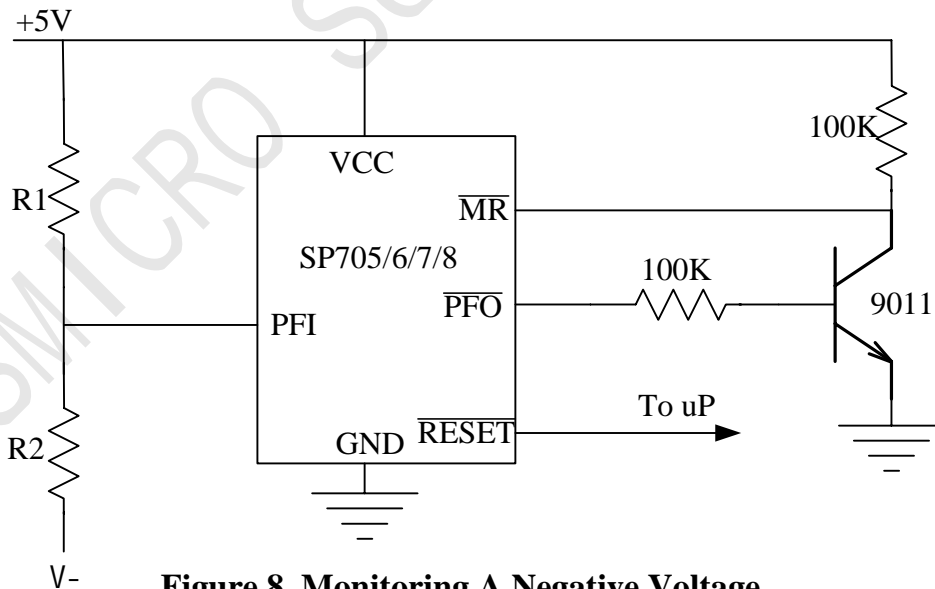 +5V
100K
VCC
R1
MR
SP705/6/7/8
100K
PFO
9011
PFI
To uP
RESET
R2
GND
V-
Figure 8. Monitoring A Negative Voltage